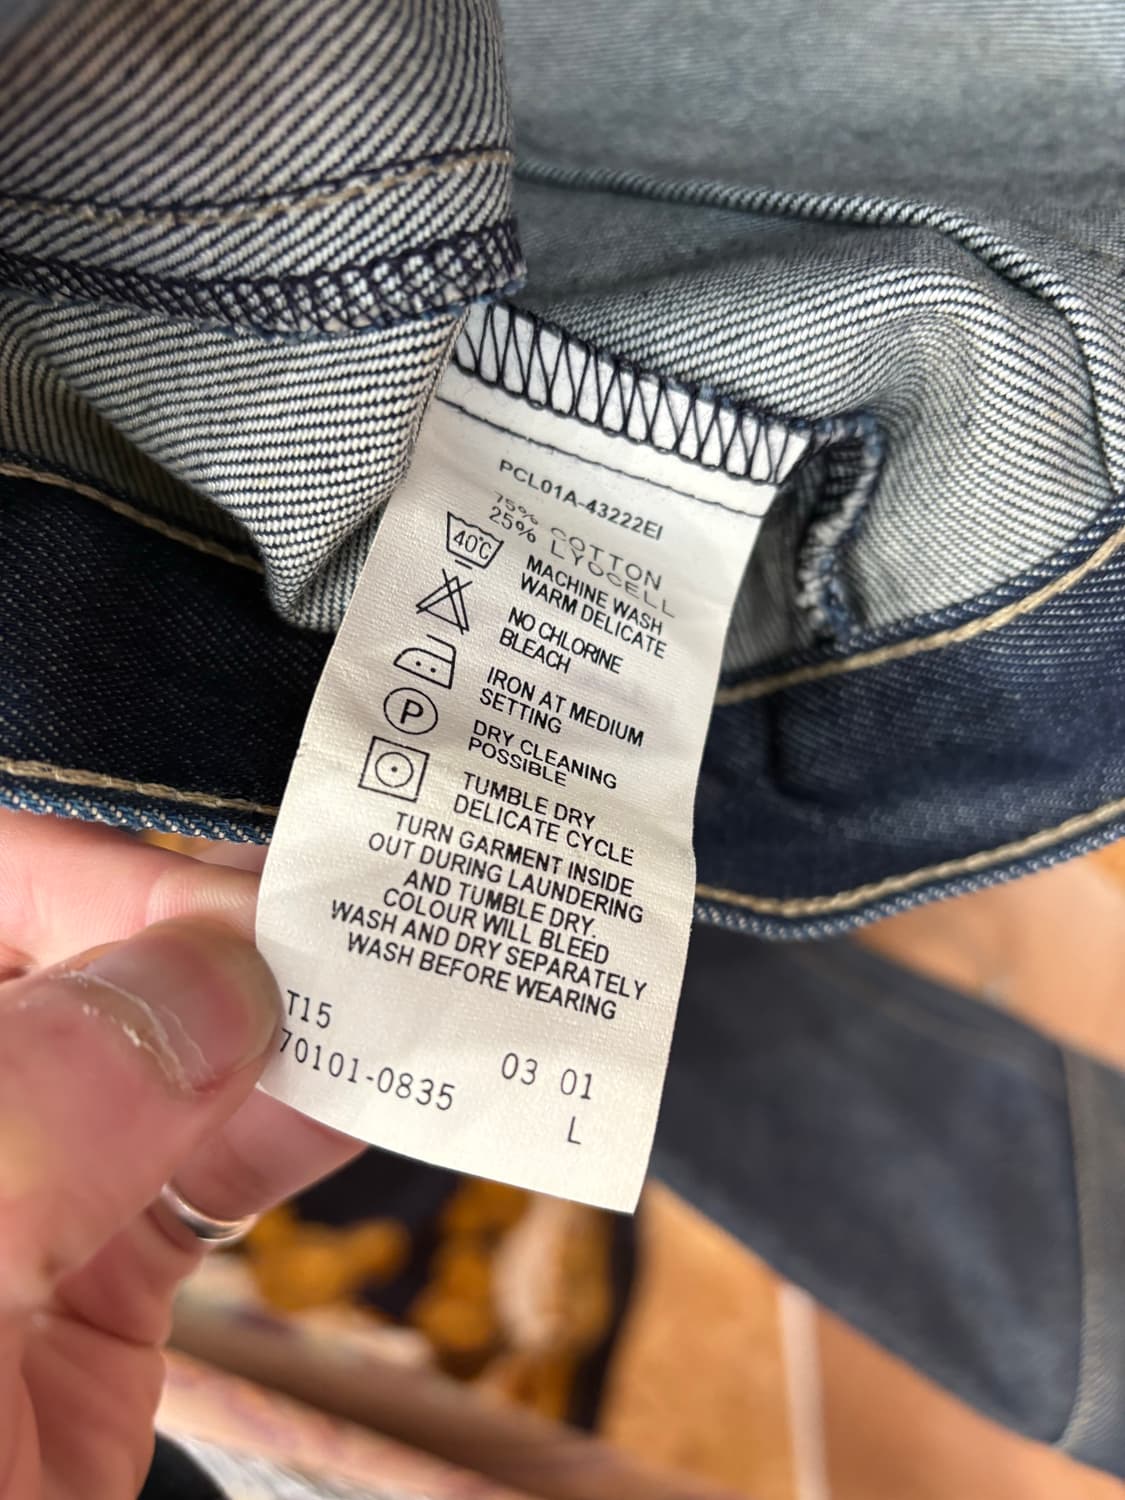 PCL01A-43222EI
75% COTTON
25% LYOCELL
40°C
MACHINE WASH
WARM DELICATE
NO CHLORINE
BLEACH
IRON AT MEDIUM
SETTING
P
DRY CLEANING
POSSIBLE
TUMBLE DRY
DELICATE CYCLE
TURN GARMENT INSIDE
OUT DURING LAUNDERING
AND TUMBLE DRY.
COLOUR WILL BLEED
WASH AND DRY SEPARATELY
WASH BEFORE WEARING
T15
70101-0835 03 01
L